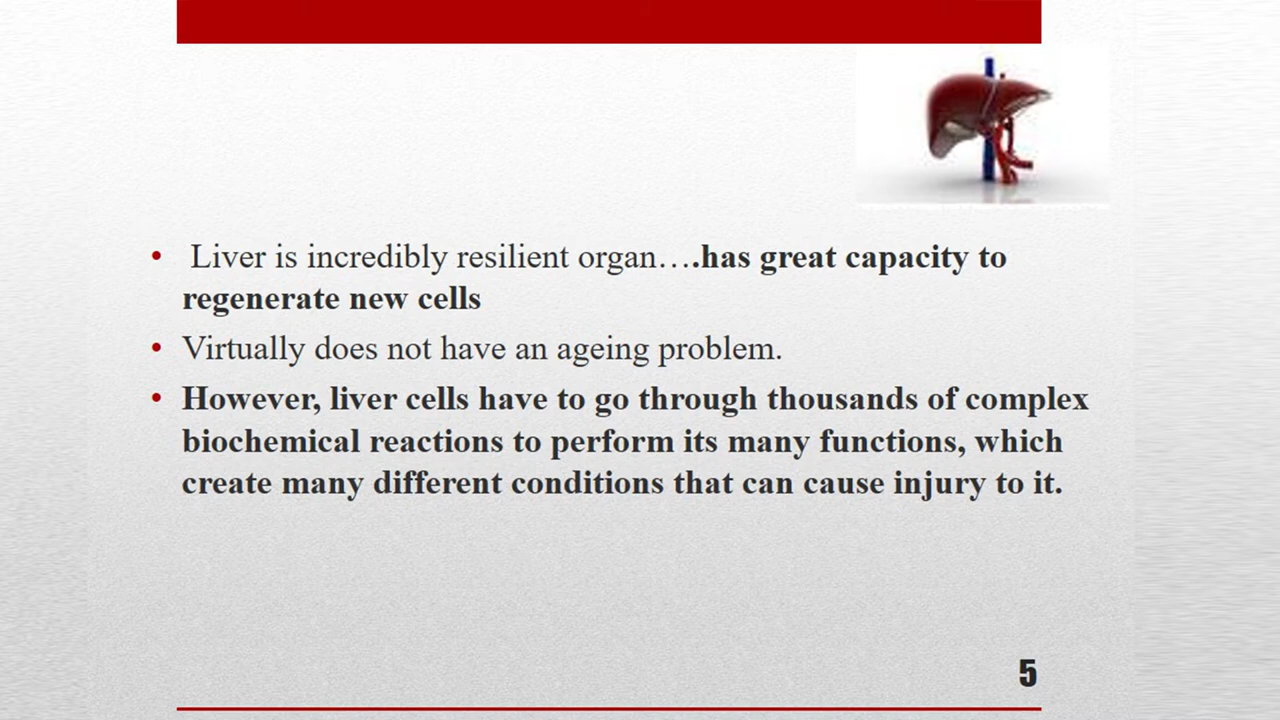 • Liver is incredibly resilient organ….has great capacity to
regenerate new cells
• Virtually does not have an ageing problem.
• However, liver cells have to go through thousands of complex
biochemical reactions to perform its many functions, which
create many different conditions that can cause injury to it.
5